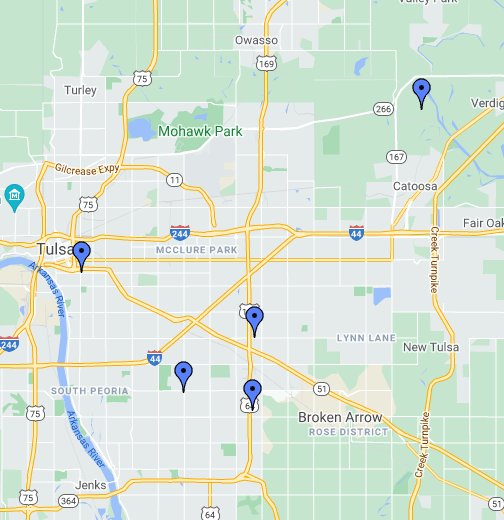 Valley Park
Owasso
169
75
Turley
266
Verdig
Mohawk Park
167
Gilcrease Expy
11
Catoosa
75
Fair Oak
244
44
Tulsa
MCCLURE PARK
Creek Turnpike
Arkansas River
LYNN LANE
New Tulsa
244
44
SOUTH PEORIA
51
64
75
Broken Arrow
ROSE DISTRICT
Arkansas River
Creek Turnpike
Jenks
75
364
64
51